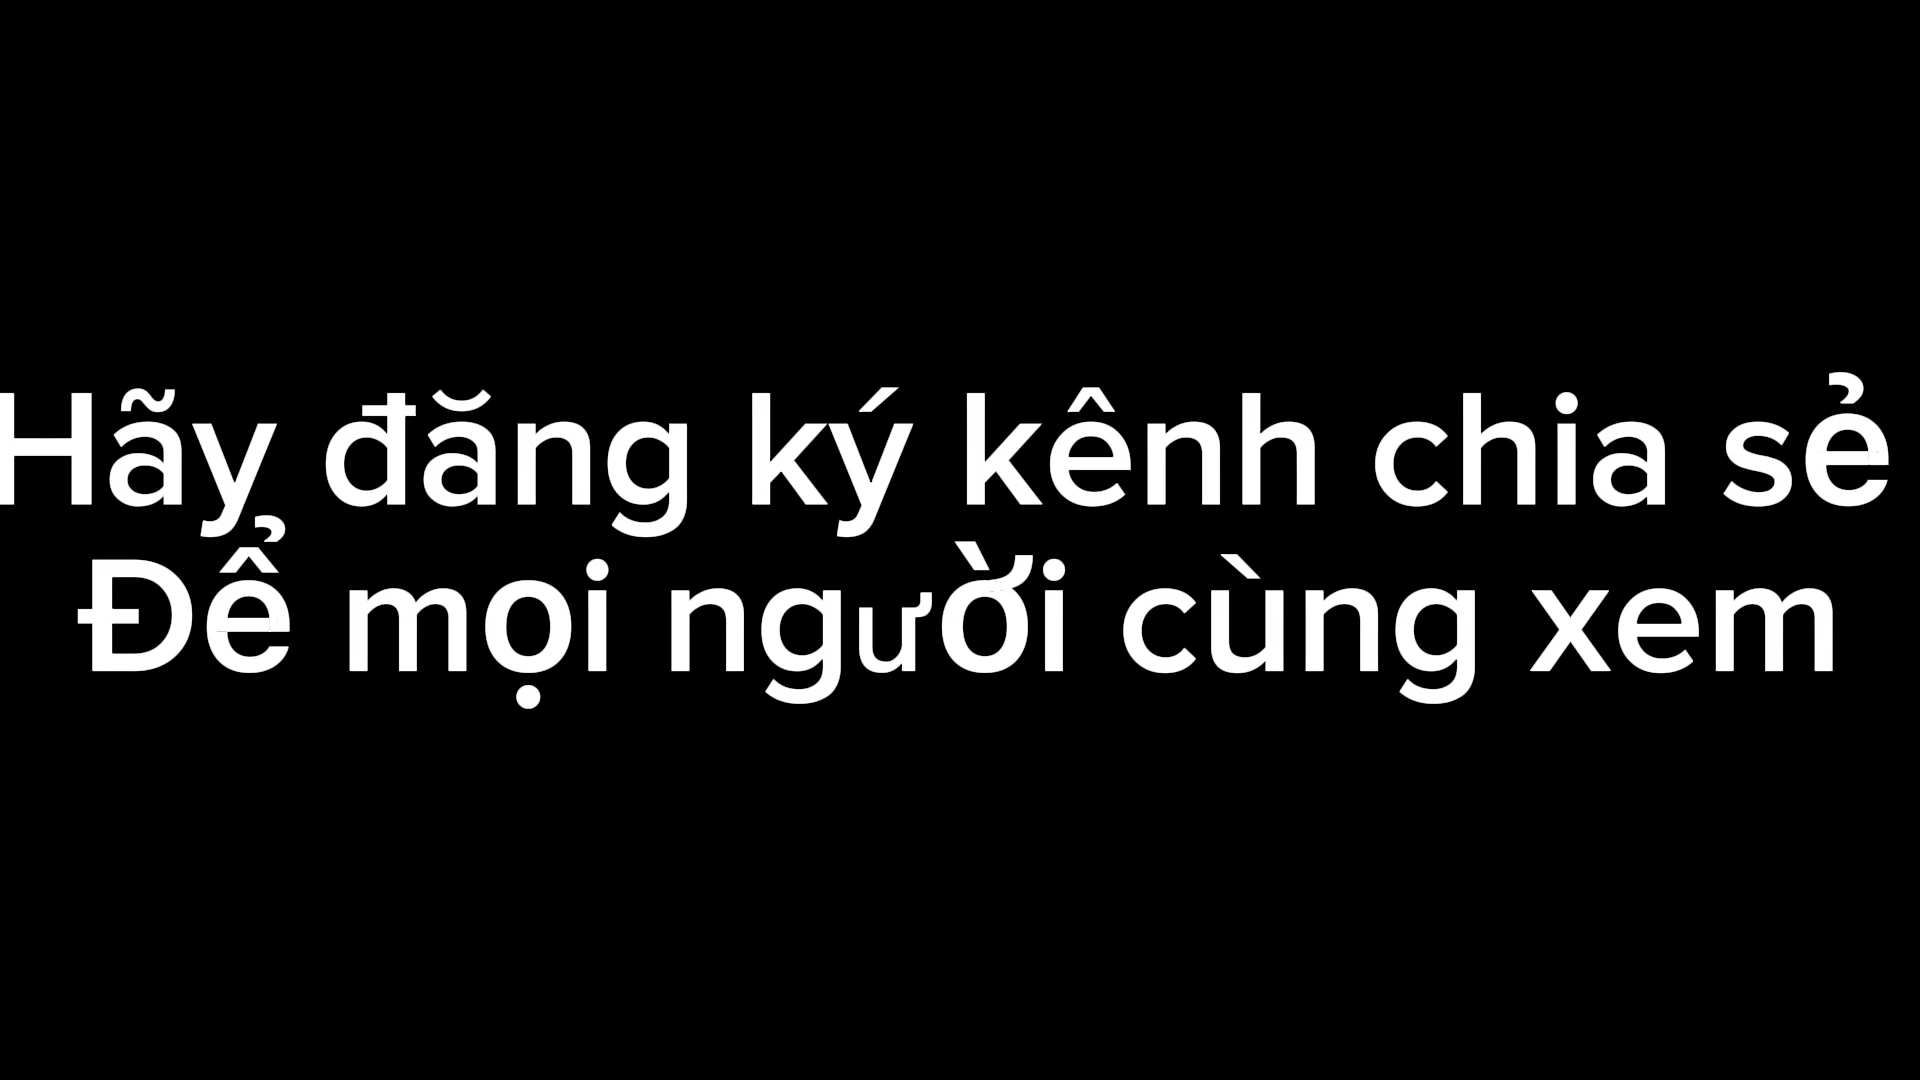 Hãy đăng ký kênh chia sẻ
Để mọi người cùng xem